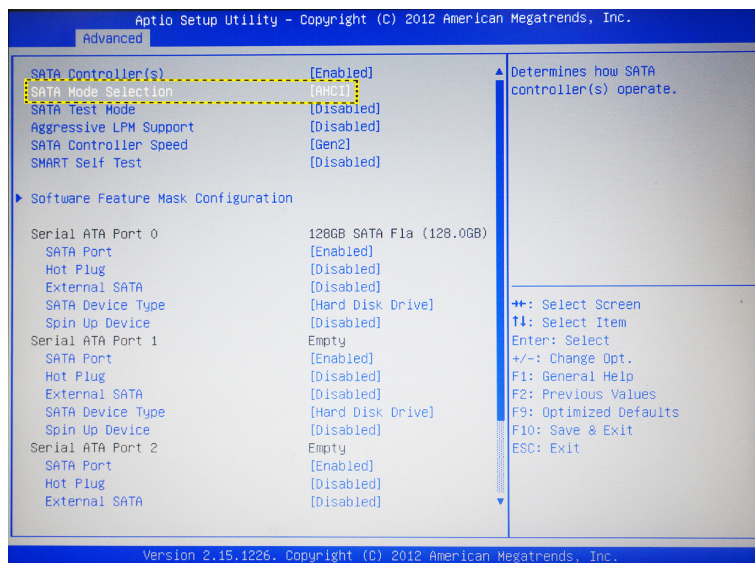 Aptio Setup Utility – Copyright (C) 2012 American Megatrends, Inc.
Advanced
SATA Controller(s) [Enabled]
SATA Mode Selection [AHCI]
SATA Test Mode [Disabled]
Aggressive LPM Support [Disabled]
SATA Controller Speed [Gen2]
SMART Self Test [Disabled]
Software Feature Mask Configuration
Serial ATA Port 0 128GB SATA Fla (128.0GB)
SATA Port [Enabled]
Hot Plug [Disabled]
External SATA [Disabled]
SATA Device Type [Hard Disk Drive]
Spin Up Device [Disabled]
Serial ATA Port 1 Empty
SATA Port [Enabled]
Hot Plug [Disabled]
External SATA [Disabled]
SATA Device Type [Hard Disk Drive]
Spin Up Device [Disabled]
Serial ATA Port 2 Empty
SATA Port [Enabled]
Hot Plug [Disabled]
External SATA [Disabled]
Determines how SATA
controller(s) operate.
→←: Select Screen
↑↓: Select Item
Enter: Select
+/-: Change Opt.
F1: General Help
F2: Previous Values
F9: Optimized Defaults
F10: Save & Exit
ESC: Exit
Version 2.15.1226. Copyright (C) 2012 American Megatrends, Inc.